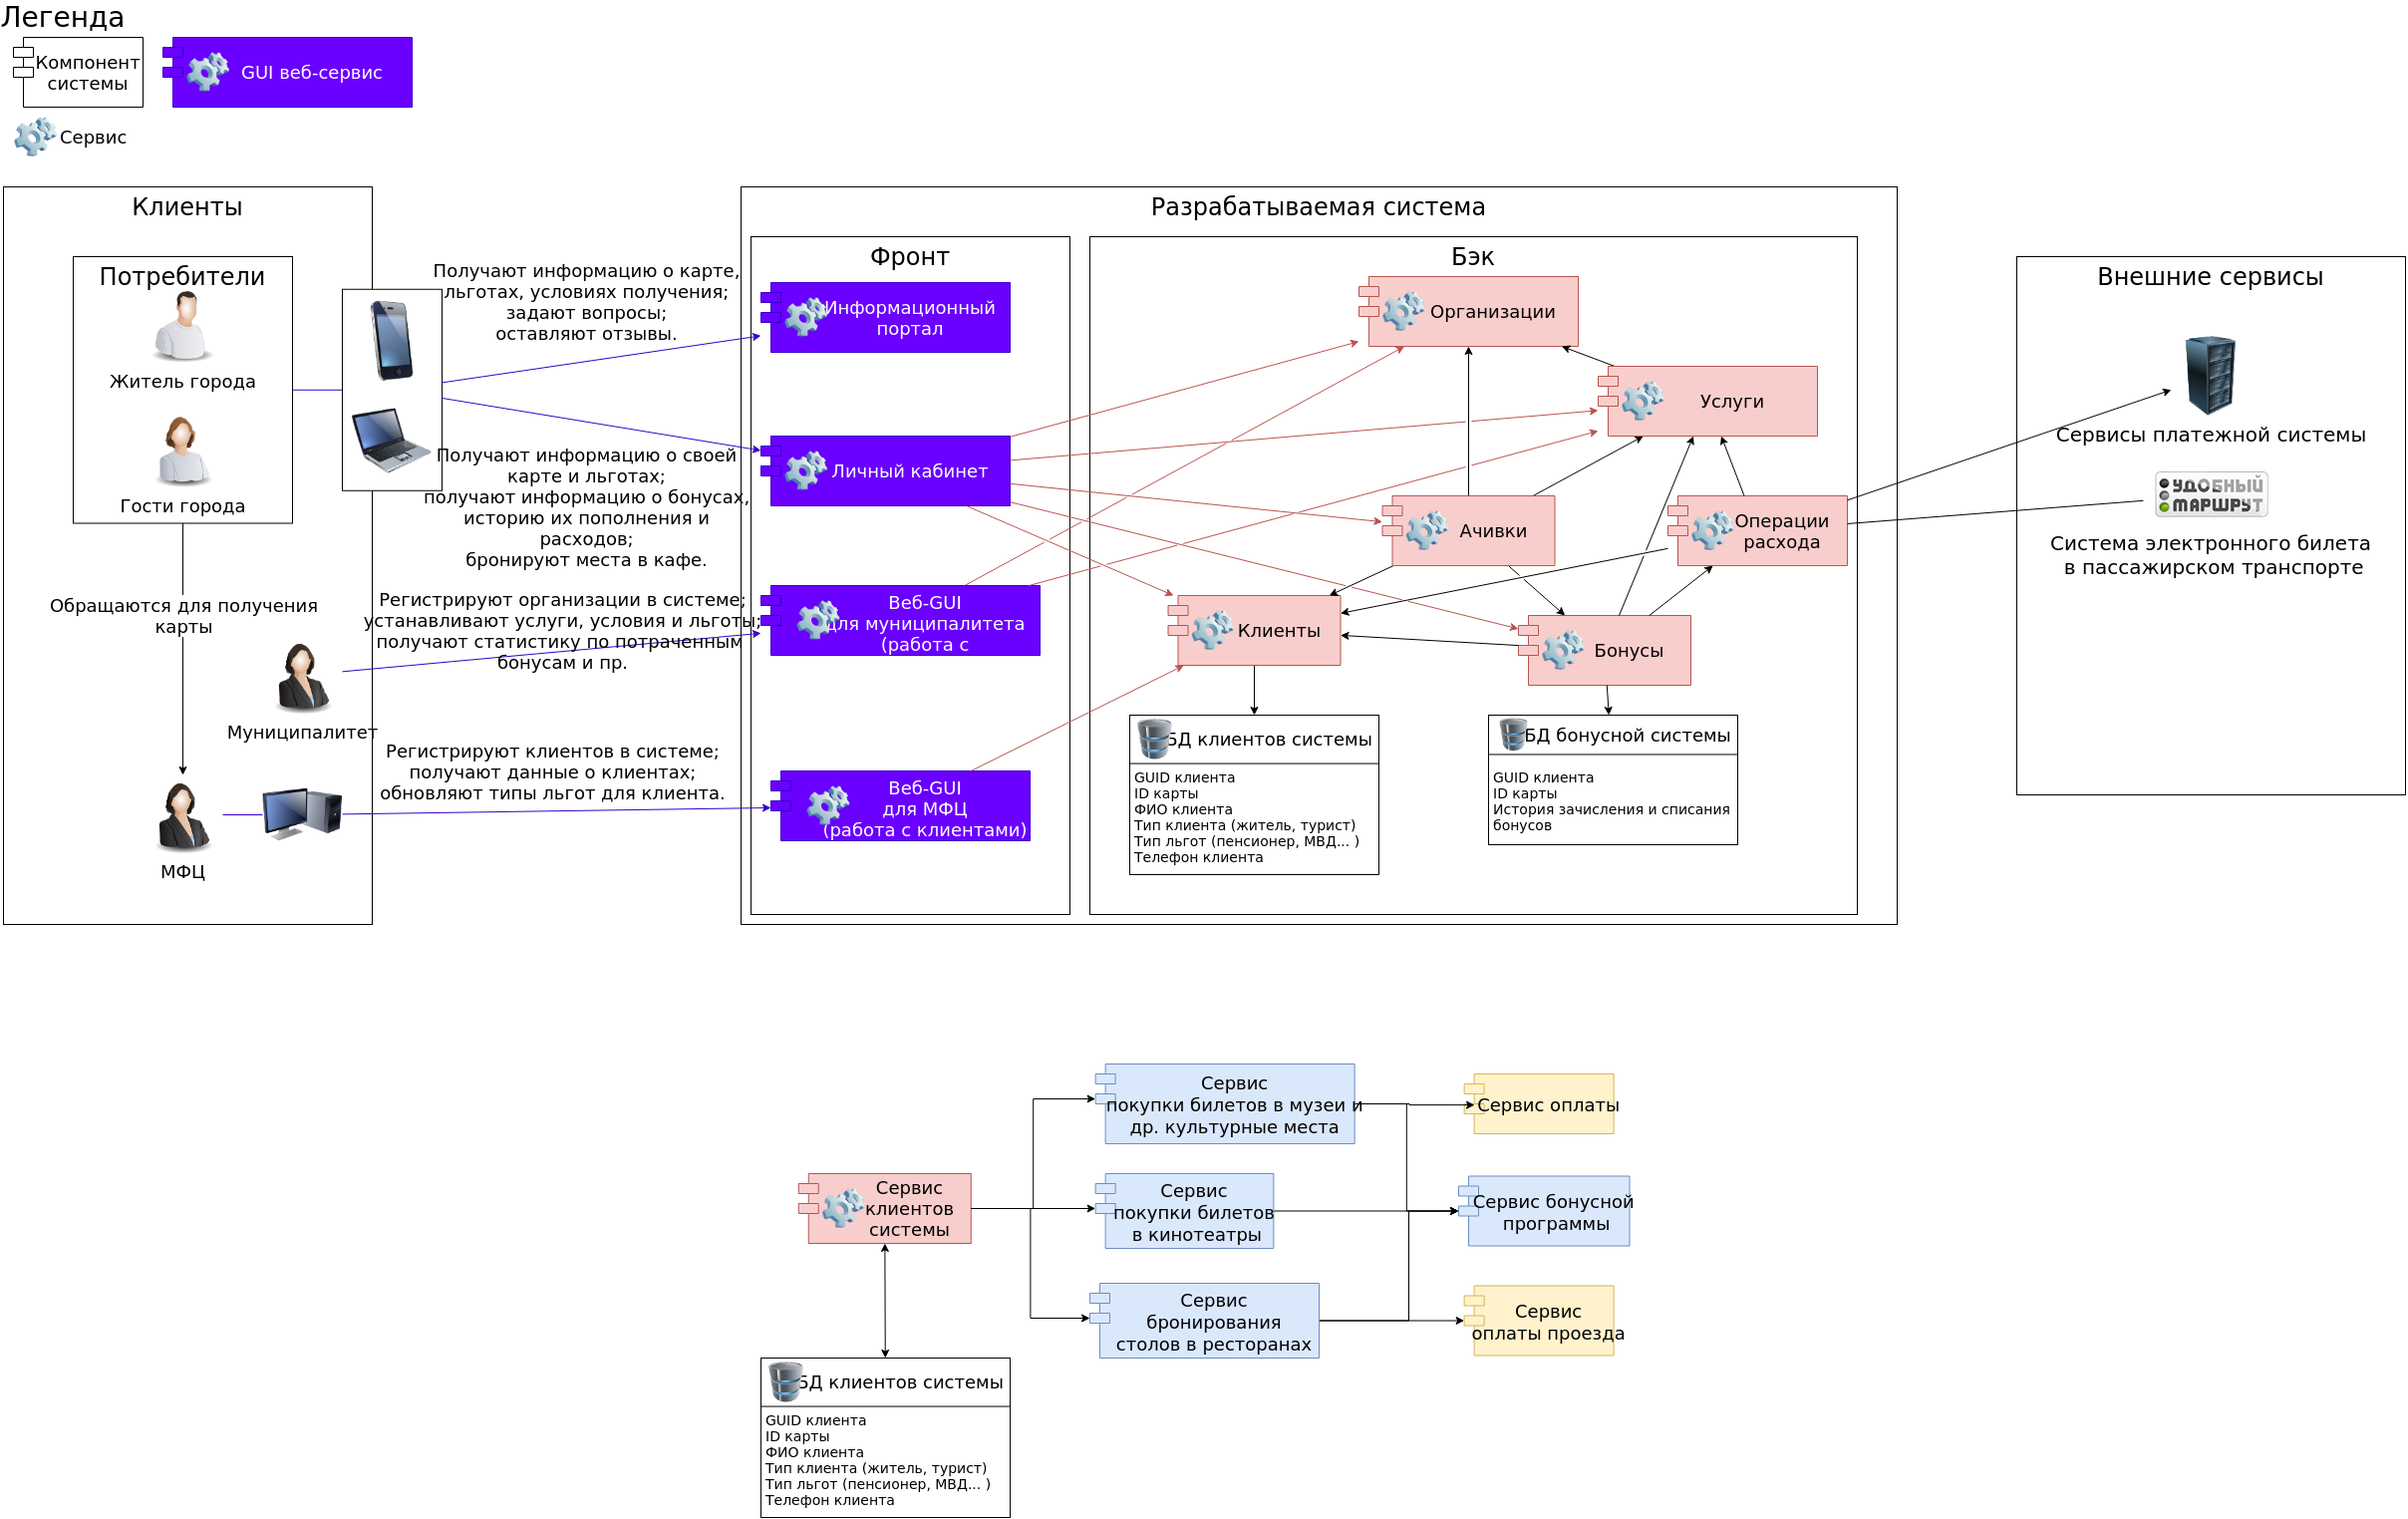 Легенда
Компонент
системы
GUI веб-сервис
Сервис
Клиенты
Потребители
Житель города
Гости города
Обращаются для получения
карты
Муниципалитет
МФЦ
Получают информацию о карте,
льготах, условиях получения;
задают вопросы;
оставляют отзывы.
Получают информацию о своей
карте и льготах;
получают информацию о бонусах,
историю их пополнения и
расходов;
бронируют места в кафе.
Регистрируют организации в системе;
устанавливают услуги, условия и льготы;
получают статистику по потраченным
бонусам и пр.
Регистрируют клиентов в системе;
получают данные о клиентах;
обновляют типы льгот для клиента.
Разрабатываемая система
Фронт
Информационный
портал
Личный кабинет
Веб-GUI
для муниципалитета
(работа с
Веб-GUI
для МФЦ
(работа с клиентами)
Бэк
Организации
Услуги
Ачивки
Операции
расхода
Клиенты
Бонусы
БД клиентов системы
GUID клиента
ID карты
ФИО клиента
Тип клиента (житель, турист)
Тип льгот (пенсионер, МВД... )
Телефон клиента
БД бонусной системы
GUID клиента
ID карты
История зачисления и списания
бонусов
Внешние сервисы
Сервисы платежной системы
УДОБНЫЙ
МАРШРУТ
Система электронного билета
в пассажирском транспорте
Сервис
покупки билетов в музеи и
др. культурные места
Сервис оплаты
Сервис
клиентов
системы
Сервис
покупки билетов
в кинотеатры
Сервис бонусной
программы
Сервис
бронирования
столов в ресторанах
Сервис
оплаты проезда
БД клиентов системы
GUID клиента
ID карты
ФИО клиента
Тип клиента (житель, турист)
Тип льгот (пенсионер, МВД... )
Телефон клиента